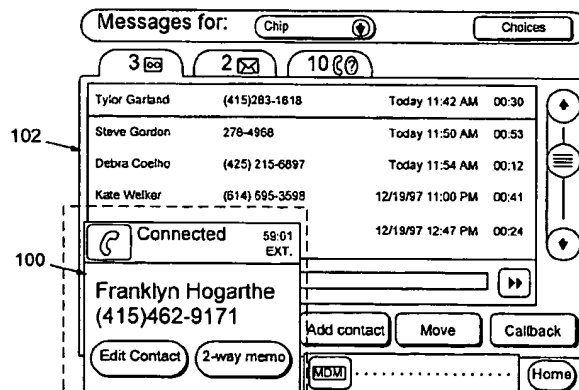 Messages for: Chip Choices
3 2 10 ?
Tylor Garland (415)283-1618 Today 11:42 AM 00:30
Steve Gordon 278-4968 Today 11:50 AM 00:53
102
Debra Coelho (425) 215-6897 Today 11:54 AM 00:12
Kate Welker (614) 695-3598 12/19/97 11:00 PM 00:41
12/19/97 12:47 PM 00:24
Connected 59:01
EXT.
100
Franklyn Hogarthe
(415)462-9171
Add contact Move Callback
Edit Contact 2-way memo
MDM Home